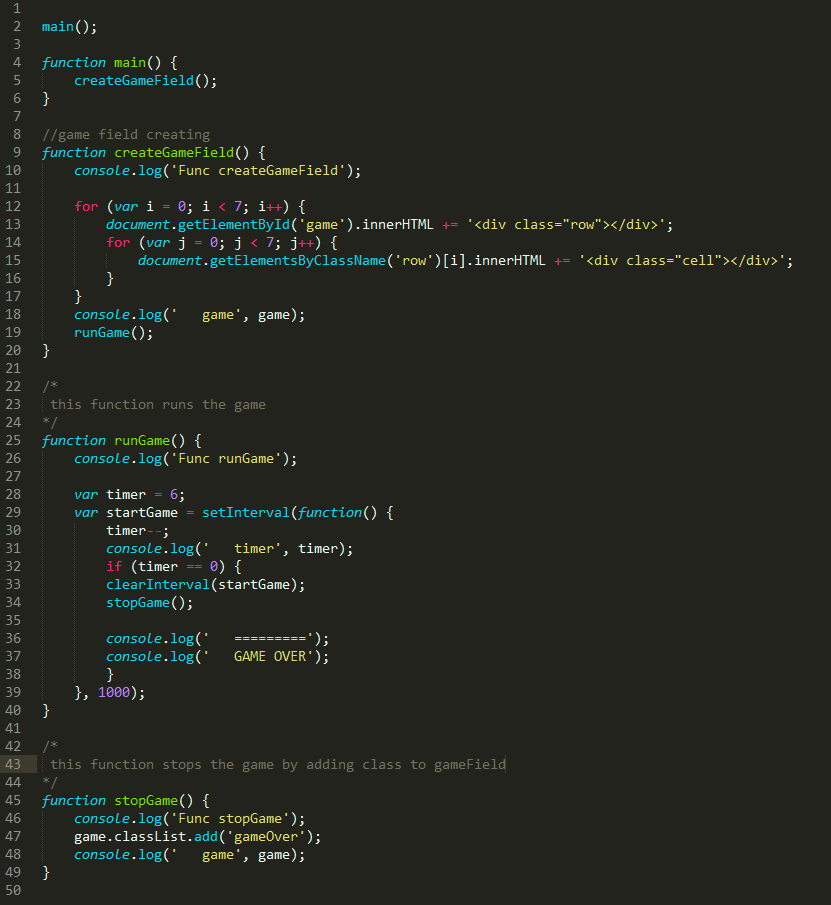 1
2 main();
3
4 function main() {
5     createGameField();
6 }
7
8 //game field creating
9 function createGameField() {
10     console.log('Func createGameField');
11
12     for (var i = 0; i < 7; i++) {
13         document.getElementById('game').innerHTML += '<div class="row"></div>';
14         for (var j = 0; j < 7; j++) {
15             document.getElementsByClassName('row')[i].innerHTML += '<div class="cell"></div>';
16         }
17     }
18     console.log('   game', game);
19     runGame();
20 }
21
22 /*
23  this function runs the game
24 */
25 function runGame() {
26     console.log('Func runGame');
27
28     var timer = 6;
29     var startGame = setInterval(function() {
30         timer--;
31         console.log('   timer', timer);
32         if (timer == 0) {
33         clearInterval(startGame);
34         stopGame();
35
36         console.log('   =========');
37         console.log('   GAME OVER');
38         }
39     }, 1000);
40 }
41
42 /*
43  this function stops the game by adding class to gameField
44 */
45 function stopGame() {
46     console.log('Func stopGame');
47     game.classList.add('gameOver');
48     console.log('   game', game);
49 }
50